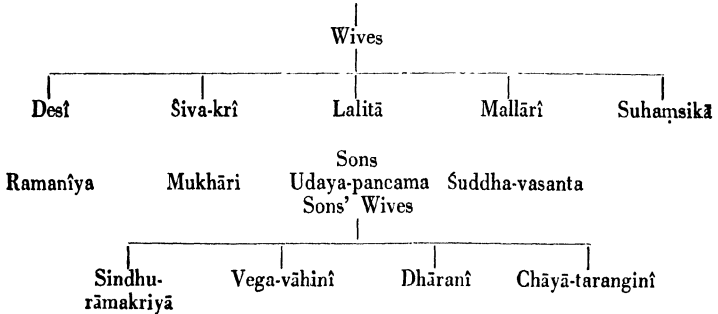 Wives
Desî Śiva-krî Lalitā Mallārî Suhaṃsikā
Sons
Ramanîya Mukhāri Udaya-pancama Śuddha-vasanta
Sons' Wives
Sindhu- Vega-vāhinî Dhāranî Chāyā-taranginî
rāmakriyā